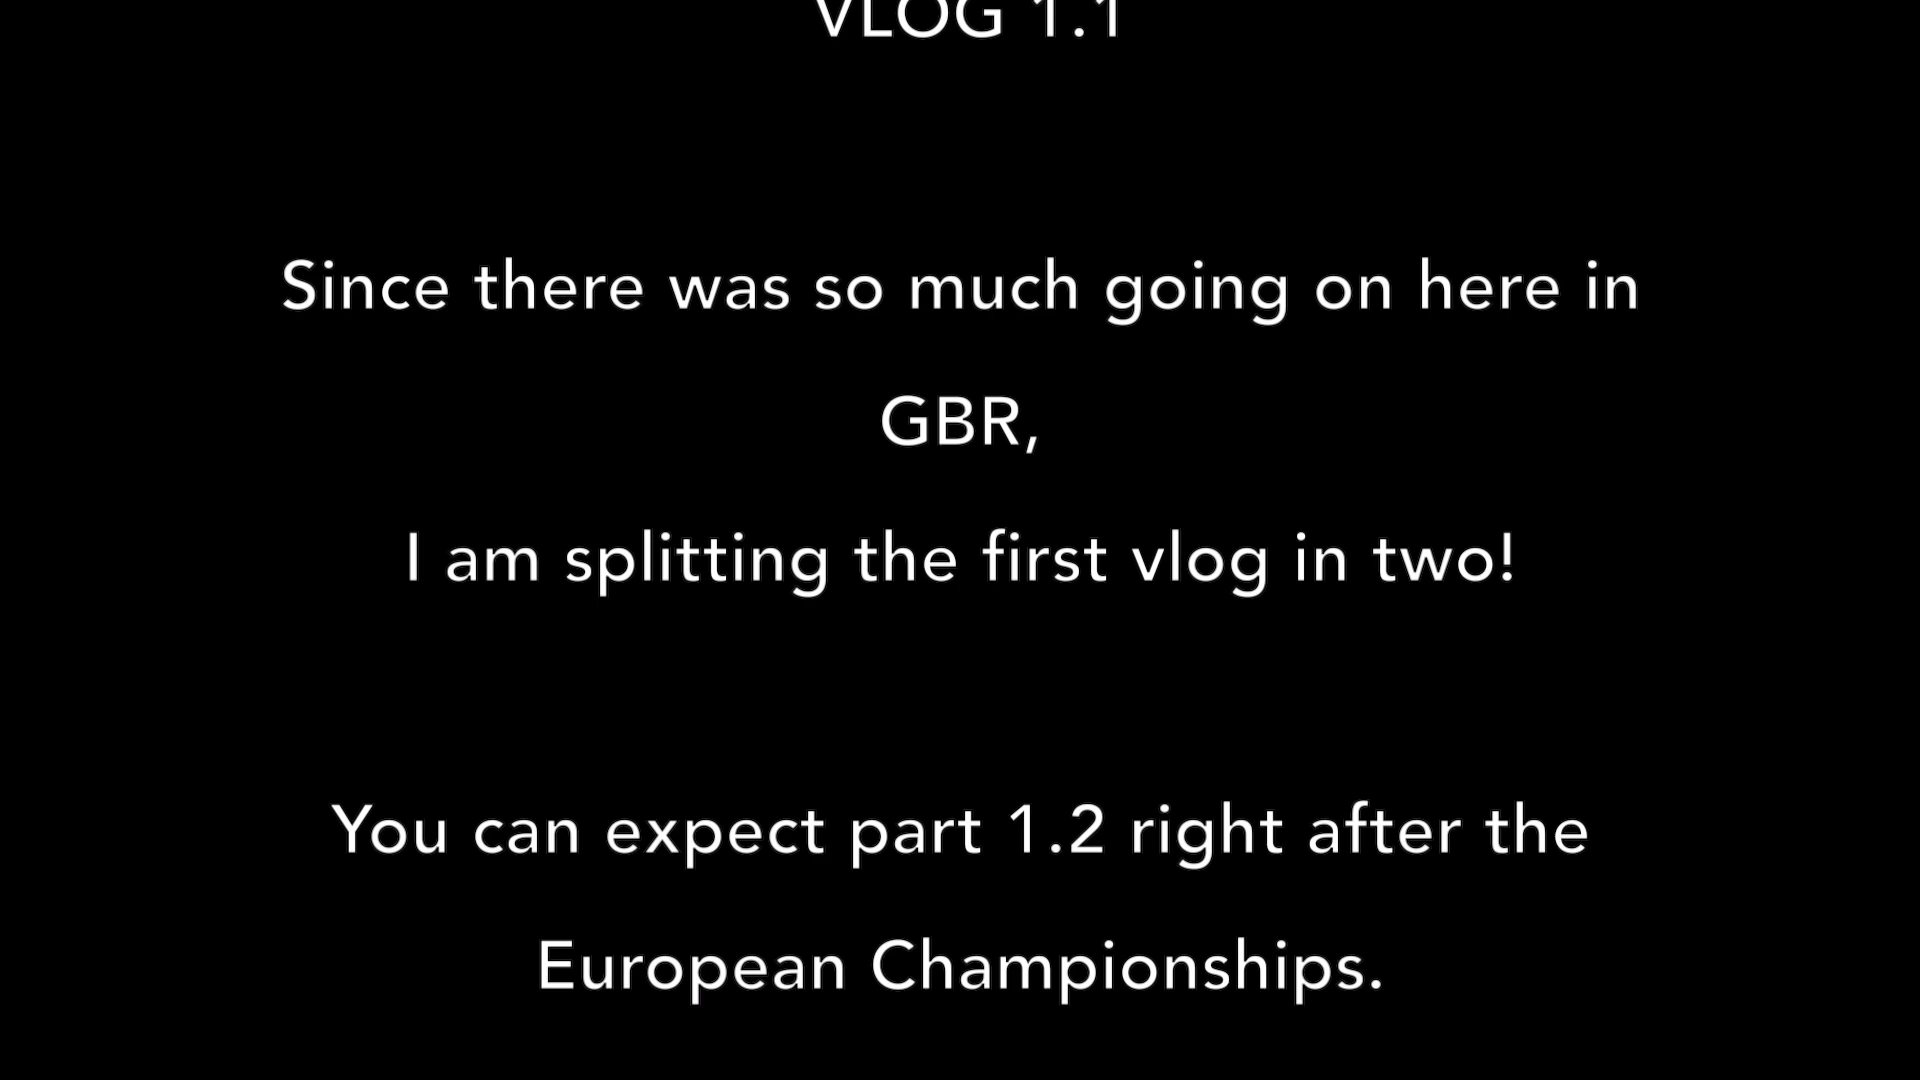 VLOG 1.1
Since there was so much going on here in
GBR,
I am splitting the first vlog in two!
You can expect part 1.2 right after the
European Championships.